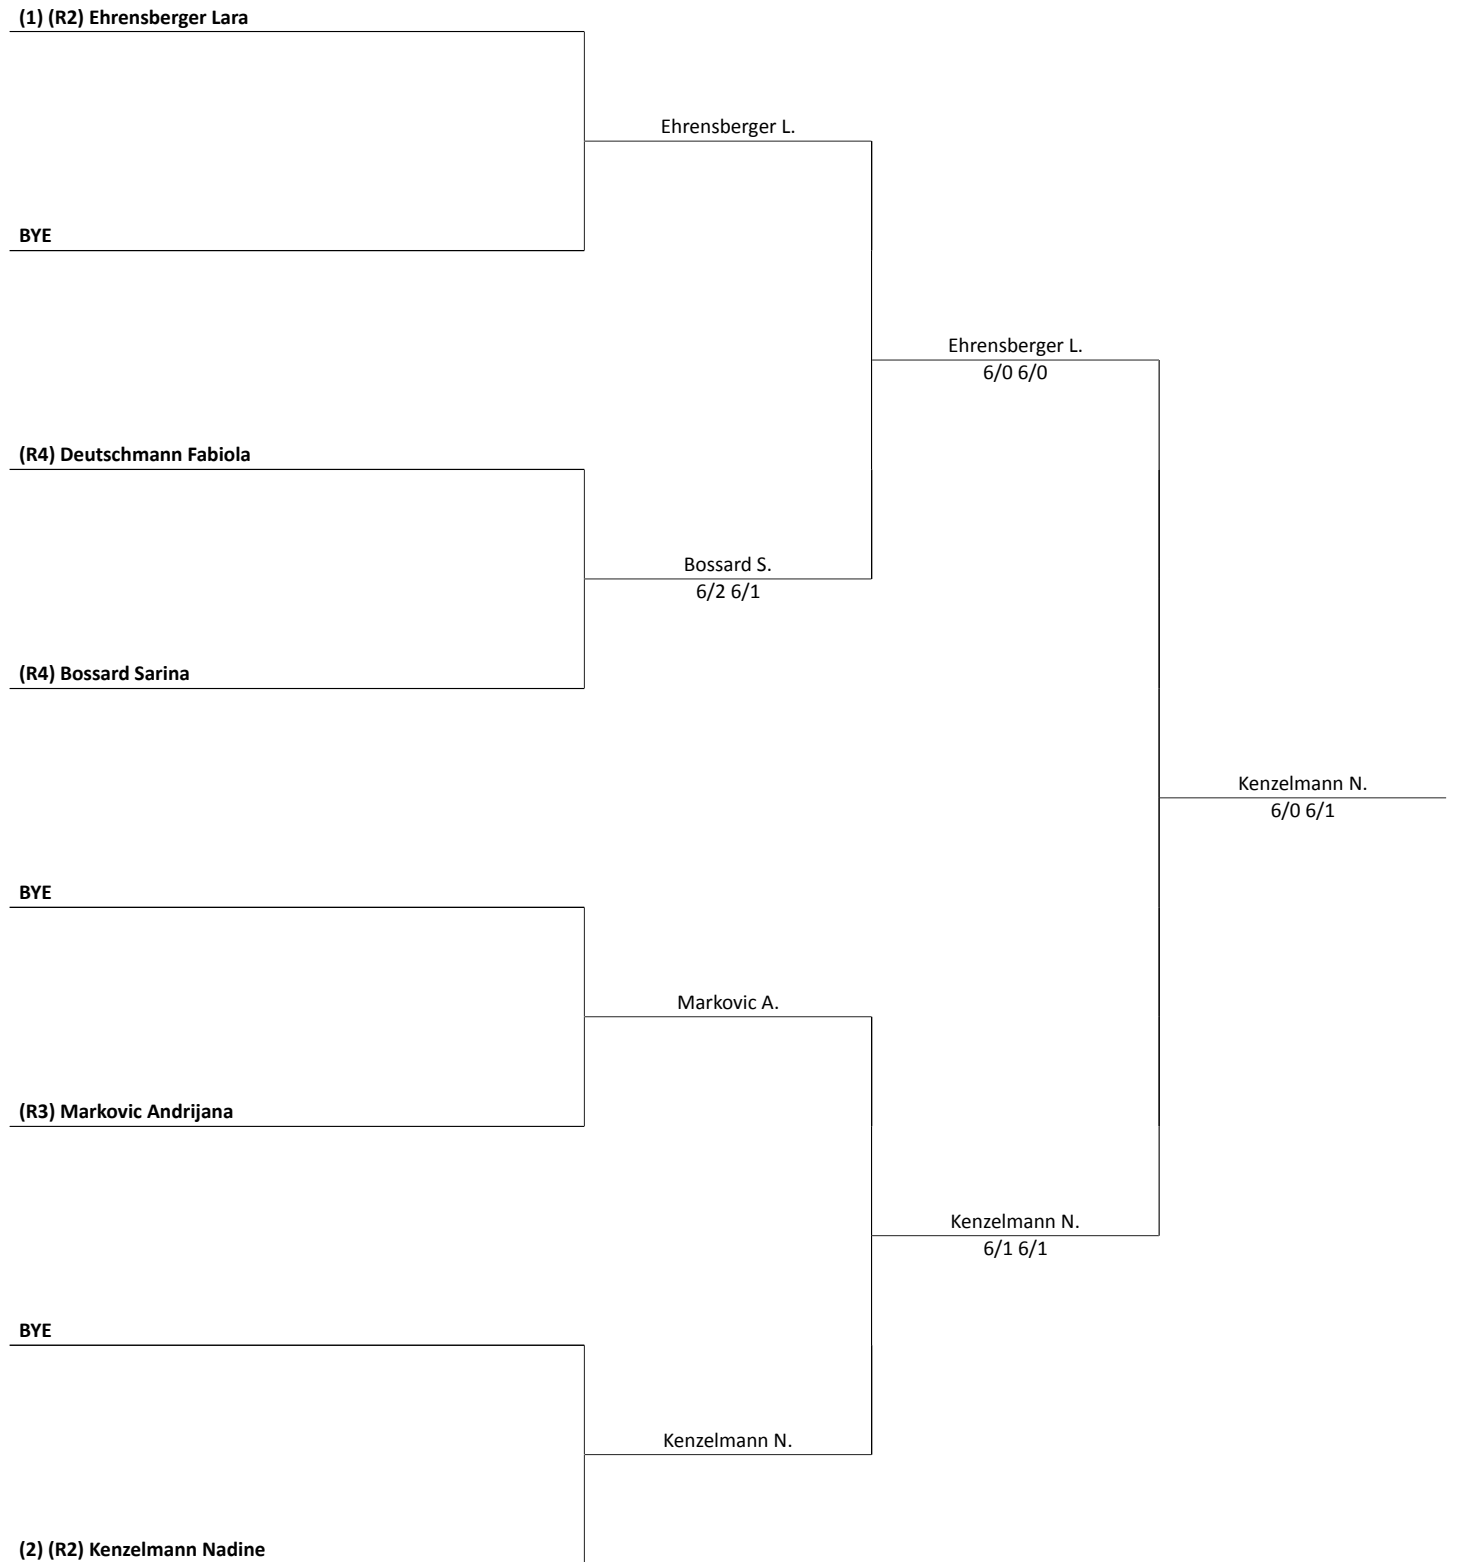 (1) (R2) Ehrensberger Lara
Ehrensberger L.
BYE
Ehrensberger L.
6/0 6/0
(R4) Deutschmann Fabiola
Bossard S.
6/2 6/1
(R4) Bossard Sarina
Kenzelmann N.
6/0 6/1
BYE
Markovic A.
(R3) Markovic Andrijana
Kenzelmann N.
6/1 6/1
BYE
Kenzelmann N.
(2) (R2) Kenzelmann Nadine